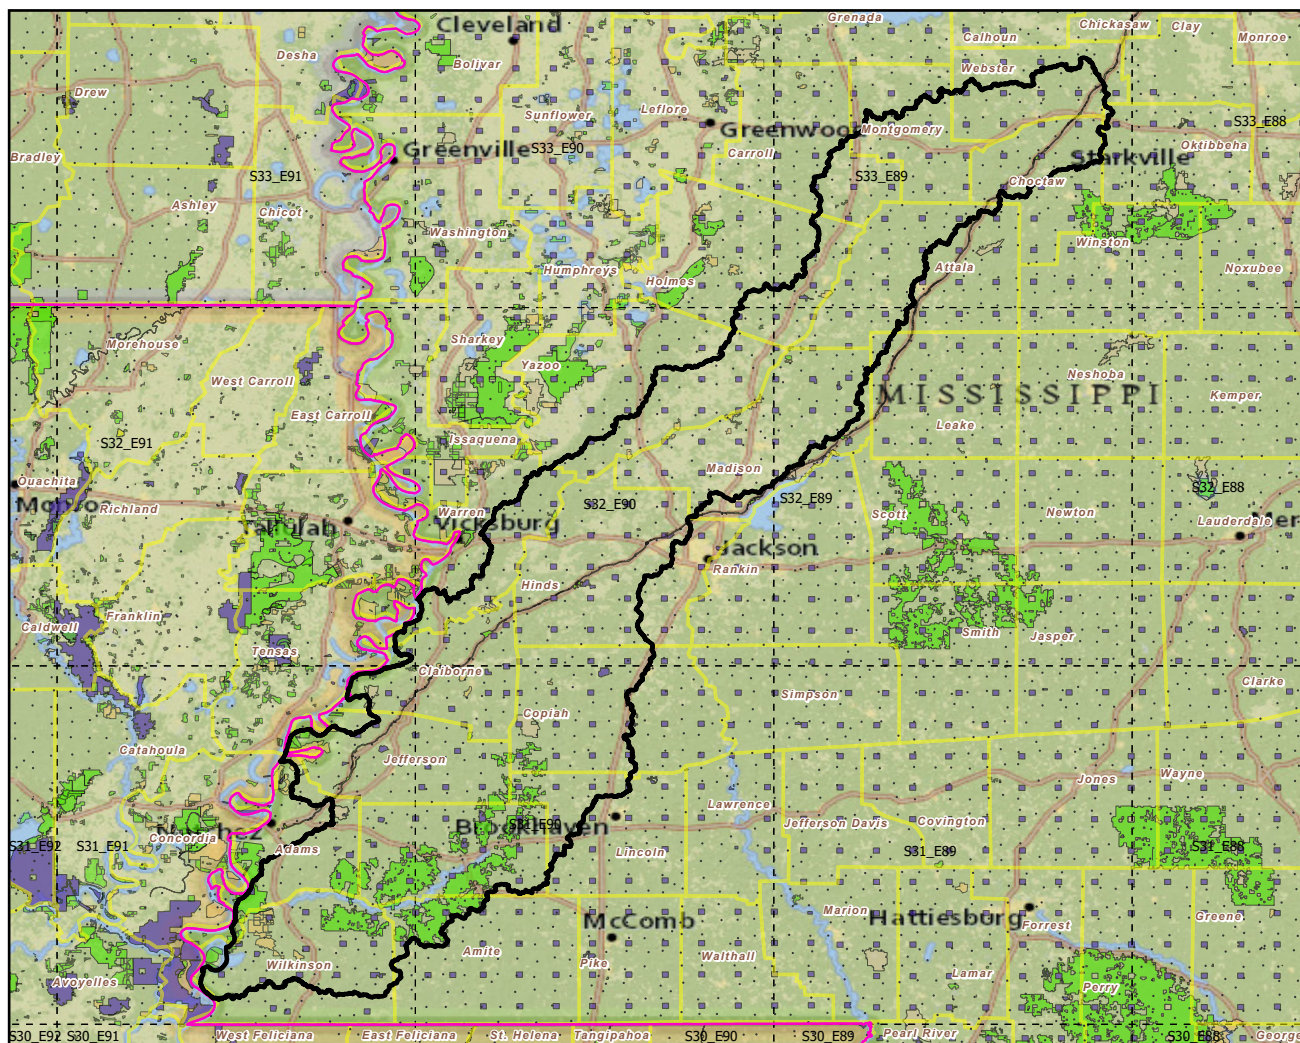 Cleveland
Grenada
Chickasaw
Clay
Calhoun
Monroe
Desha
Bolivar
Webster
Drew
Sunflower
Leflore
Greenwood
Montgomery
S33_E88
Oktibbeha
Bradley
Greenville
S33_E90
Carroll
Starkville
S33_E91
S33_E89
Choctaw
Ashley
Chicot
Washington
Winston
Humphreys
Holmes
Attala
Noxubee
Morehouse
Sharkey
Yazoo
West Carroll
Neshoba
MISSISSIPPI
Kemper
East Carroll
Issaquena
Leake
S32_E91
Madison
Ouachita
Richland
Warren
Vicksburg
S32_E90
S32_E89
Scott
Newton
S32_E88
Lauderdale
Jackson
Rankin
Hinds
Franklin
Caldwell
Tensas
Smith
Jasper
Claiborne
Simpson
Clarke
Copiah
Catahoula
Jefferson
Jones
Wayne
Lawrence
Jefferson Davis
Covington
Brookhaven
S31_E90
Concordia
S31_E92
S31_E91
Adams
Lincoln
S31_E89
S31_E88
McComb
Marion
Hattiesburg
Forrest
Greene
Amite
Pike
Walthall
Wilkinson
Lamar
Avoyelles
Perry
S30_E92
S30_E91
West Feliciana
East Feliciana
St. Helena
Tangipahoa
S30_E90
S30_E89
Pearl River
S30_E88
George